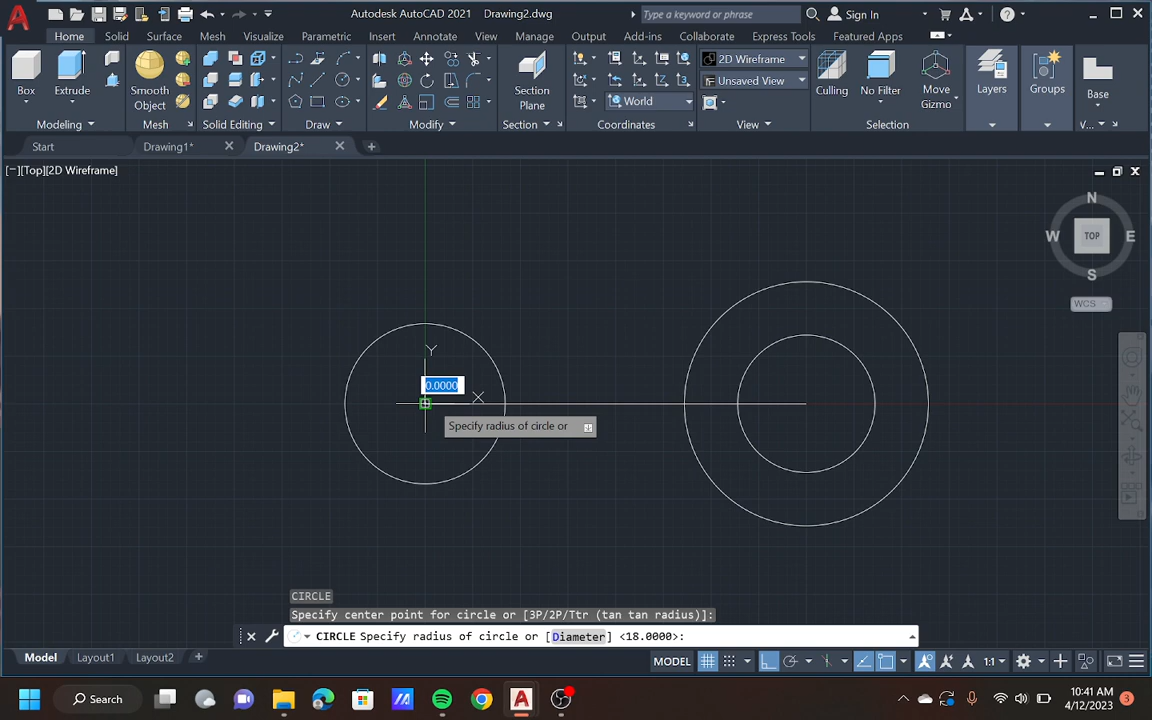 Autodesk AutoCAD 2021 Drawing2.dwg Type a keyword or phrase Sign In ?
Home Solid Surface Mesh Visualize Parametric Insert Annotate View Manage Output Add-ins Collaborate Express Tools Featured Apps
2D Wireframe
Unsaved View
World
Box Extrude Smooth Object Section Plane Culling No Filter Move Gizmo Layers Groups Base
Modeling Mesh Solid Editing Draw Modify Section Coordinates View Selection V...
Start Drawing1* Drawing2*
[−][Top][2D Wireframe]
N
W TOP E
S
WCS
Y
0.0000
X
Specify radius of circle or
CIRCLE
Specify center point for circle or [3P/2P/Ttr (tan tan radius)]:
CIRCLE Specify radius of circle or [Diameter] <18.0000>:
Model Layout1 Layout2 MODEL 1:1
Search 10:41 AM
4/12/2023 3